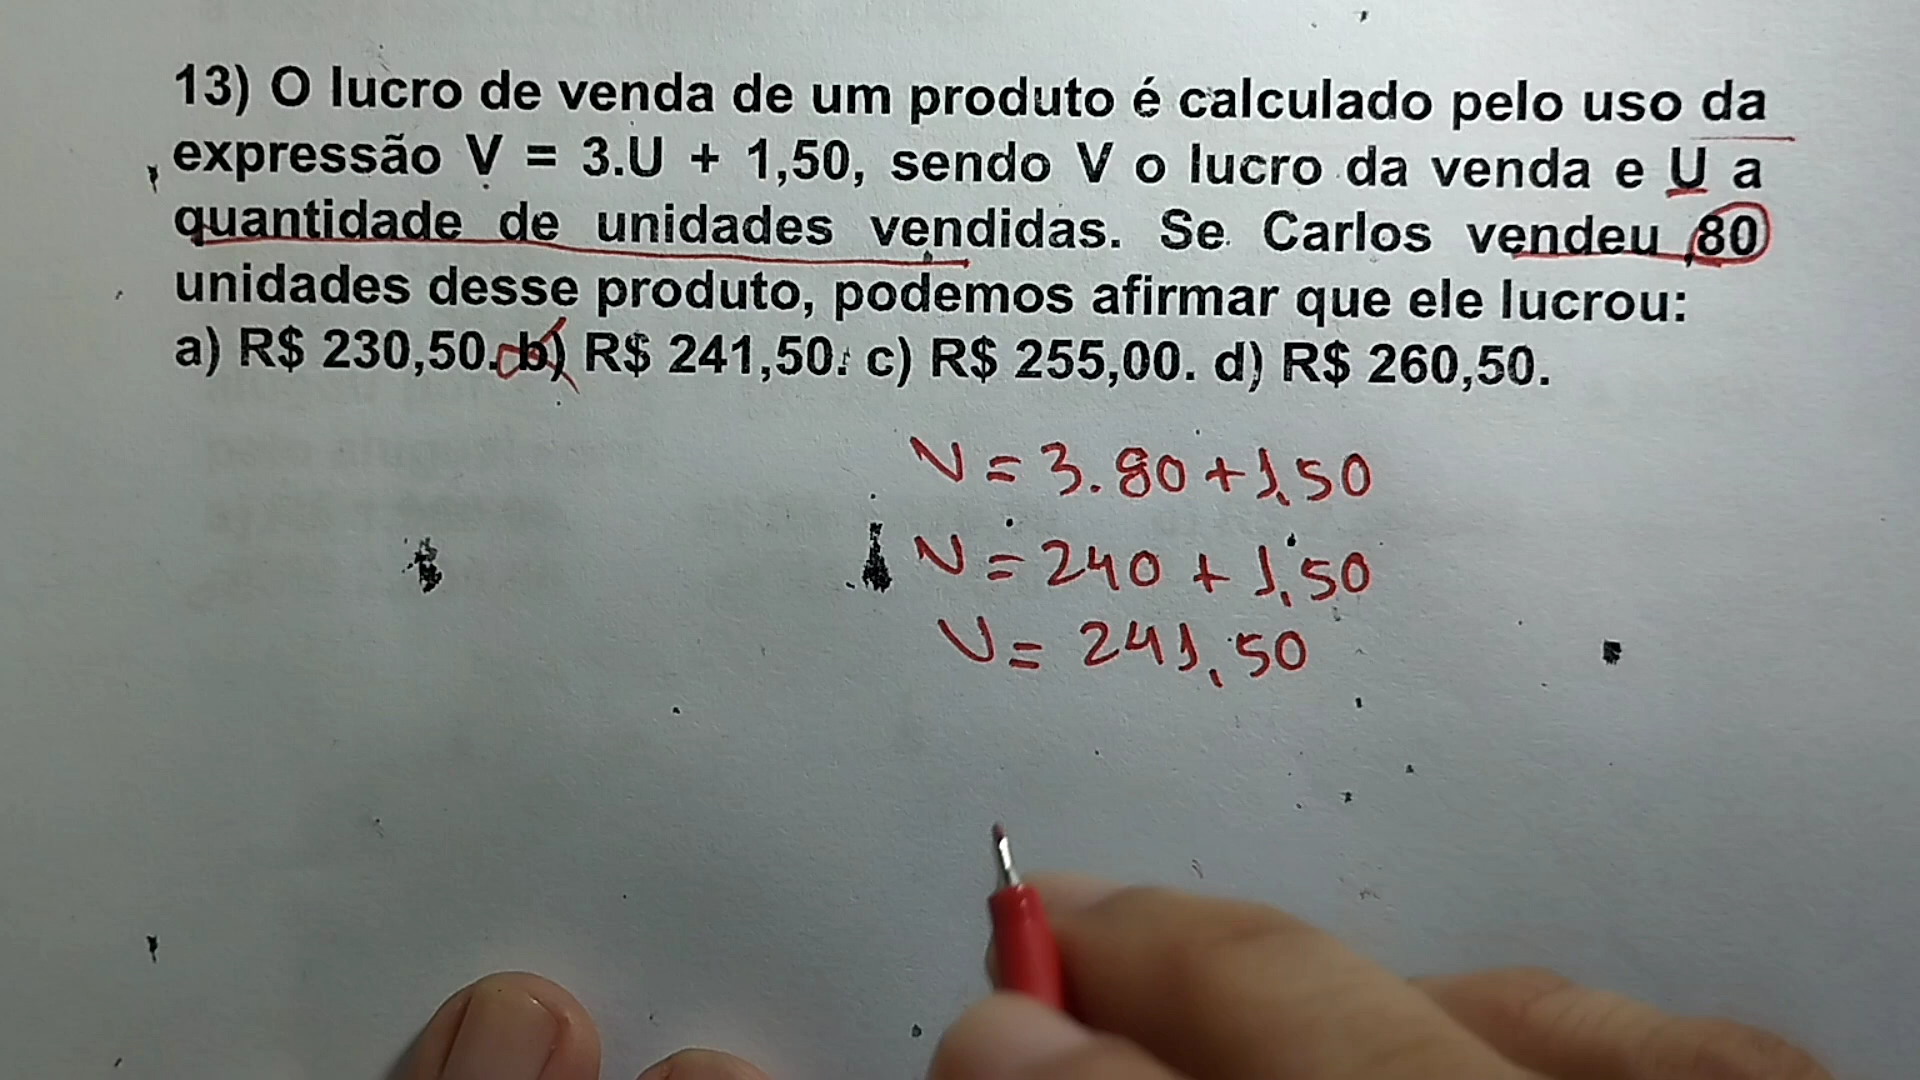 13) O lucro de venda de um produto é calculado pelo uso da
expressão V = 3.U + 1,50, sendo V o lucro da venda e U a
quantidade de unidades vendidas. Se Carlos vendeu 80
unidades desse produto, podemos afirmar que ele lucrou:
a) R$ 230,50. b) R$ 241,50. c) R$ 255,00. d) R$ 260,50.
V = 3.80 + 1,50
V = 240 + 1,50
V = 241,50